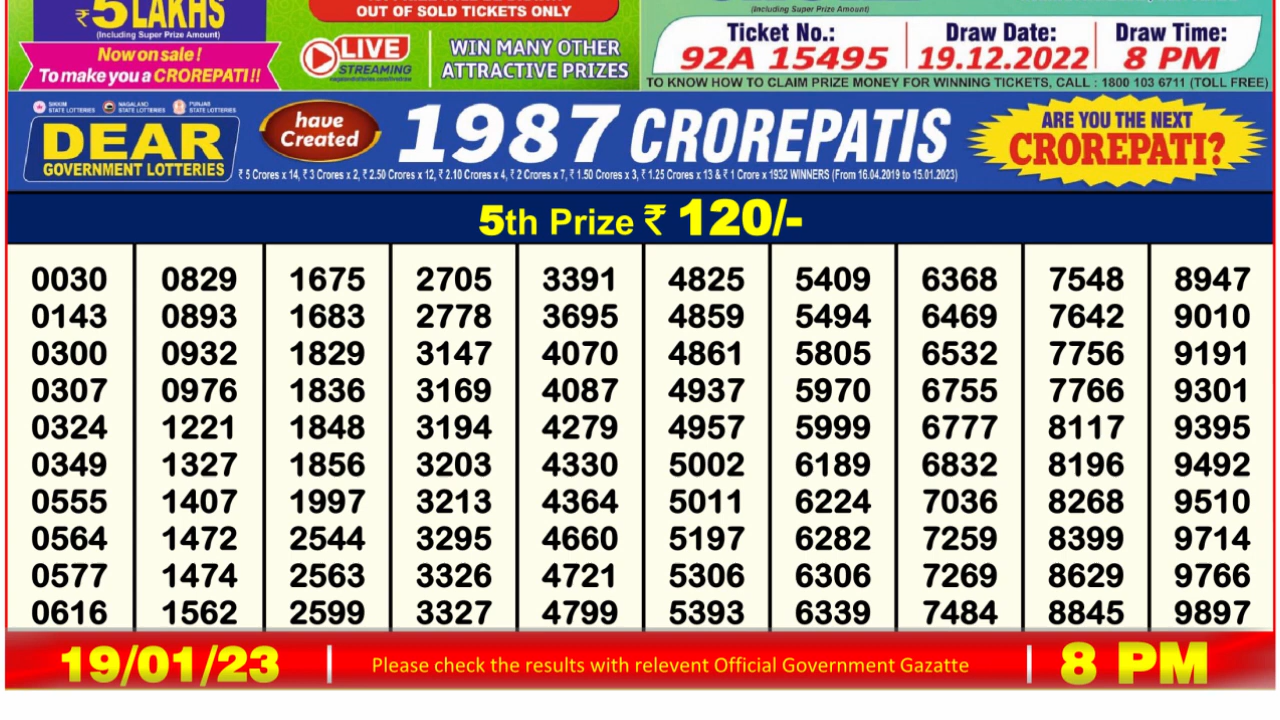 ₹5 LAKHS
(Including Super Prize Amount)
Now on sale !
To make you a CROREPATI !!
OUT OF SOLD TICKETS ONLY
LIVE
STREAMING
WIN MANY OTHER
ATTRACTIVE PRIZES
(Including Super Prize Amount)
Ticket No.: Draw Date: Draw Time:
92A 15495 19.12.2022 8 PM
TO KNOW HOW TO CLAIM PRIZE MONEY FOR WINNING TICKETS, CALL : 1800 103 6711 (TOLL FREE)
SIKKIM STATE LOTTERIES NAGALAND STATE LOTTERIES PUNJAB STATE LOTTERIES
DEAR
GOVERNMENT LOTTERIES
have
Created
1987 CROREPATIS
ARE YOU THE NEXT
CROREPATI?
₹ 5 Crores x 14, ₹ 3 Crores x 2, ₹ 2.50 Crores x 12, ₹ 2.10 Crores x 4, ₹ 2 Crores x 7, ₹ 1.50 Crores x 3, ₹ 1.25 Crores x 13 & ₹ 1 Crore x 1932 WINNERS (From 16.04.2019 to 15.01.2023)
5th Prize ₹ 120/-
0030 0829 1675 2705 3391 4825 5409 6368 7548 8947
0143 0893 1683 2778 3695 4859 5494 6469 7642 9010
0300 0932 1829 3147 4070 4861 5805 6532 7756 9191
0307 0976 1836 3169 4087 4937 5970 6755 7766 9301
0324 1221 1848 3194 4279 4957 5999 6777 8117 9395
0349 1327 1856 3203 4330 5002 6189 6832 8196 9492
0555 1407 1997 3213 4364 5011 6224 7036 8268 9510
0564 1472 2544 3295 4660 5197 6282 7259 8399 9714
0577 1474 2563 3326 4721 5306 6306 7269 8629 9766
0616 1562 2599 3327 4799 5393 6339 7484 8845 9897
19/01/23 Please check the results with relevent Official Government Gazatte 8 PM